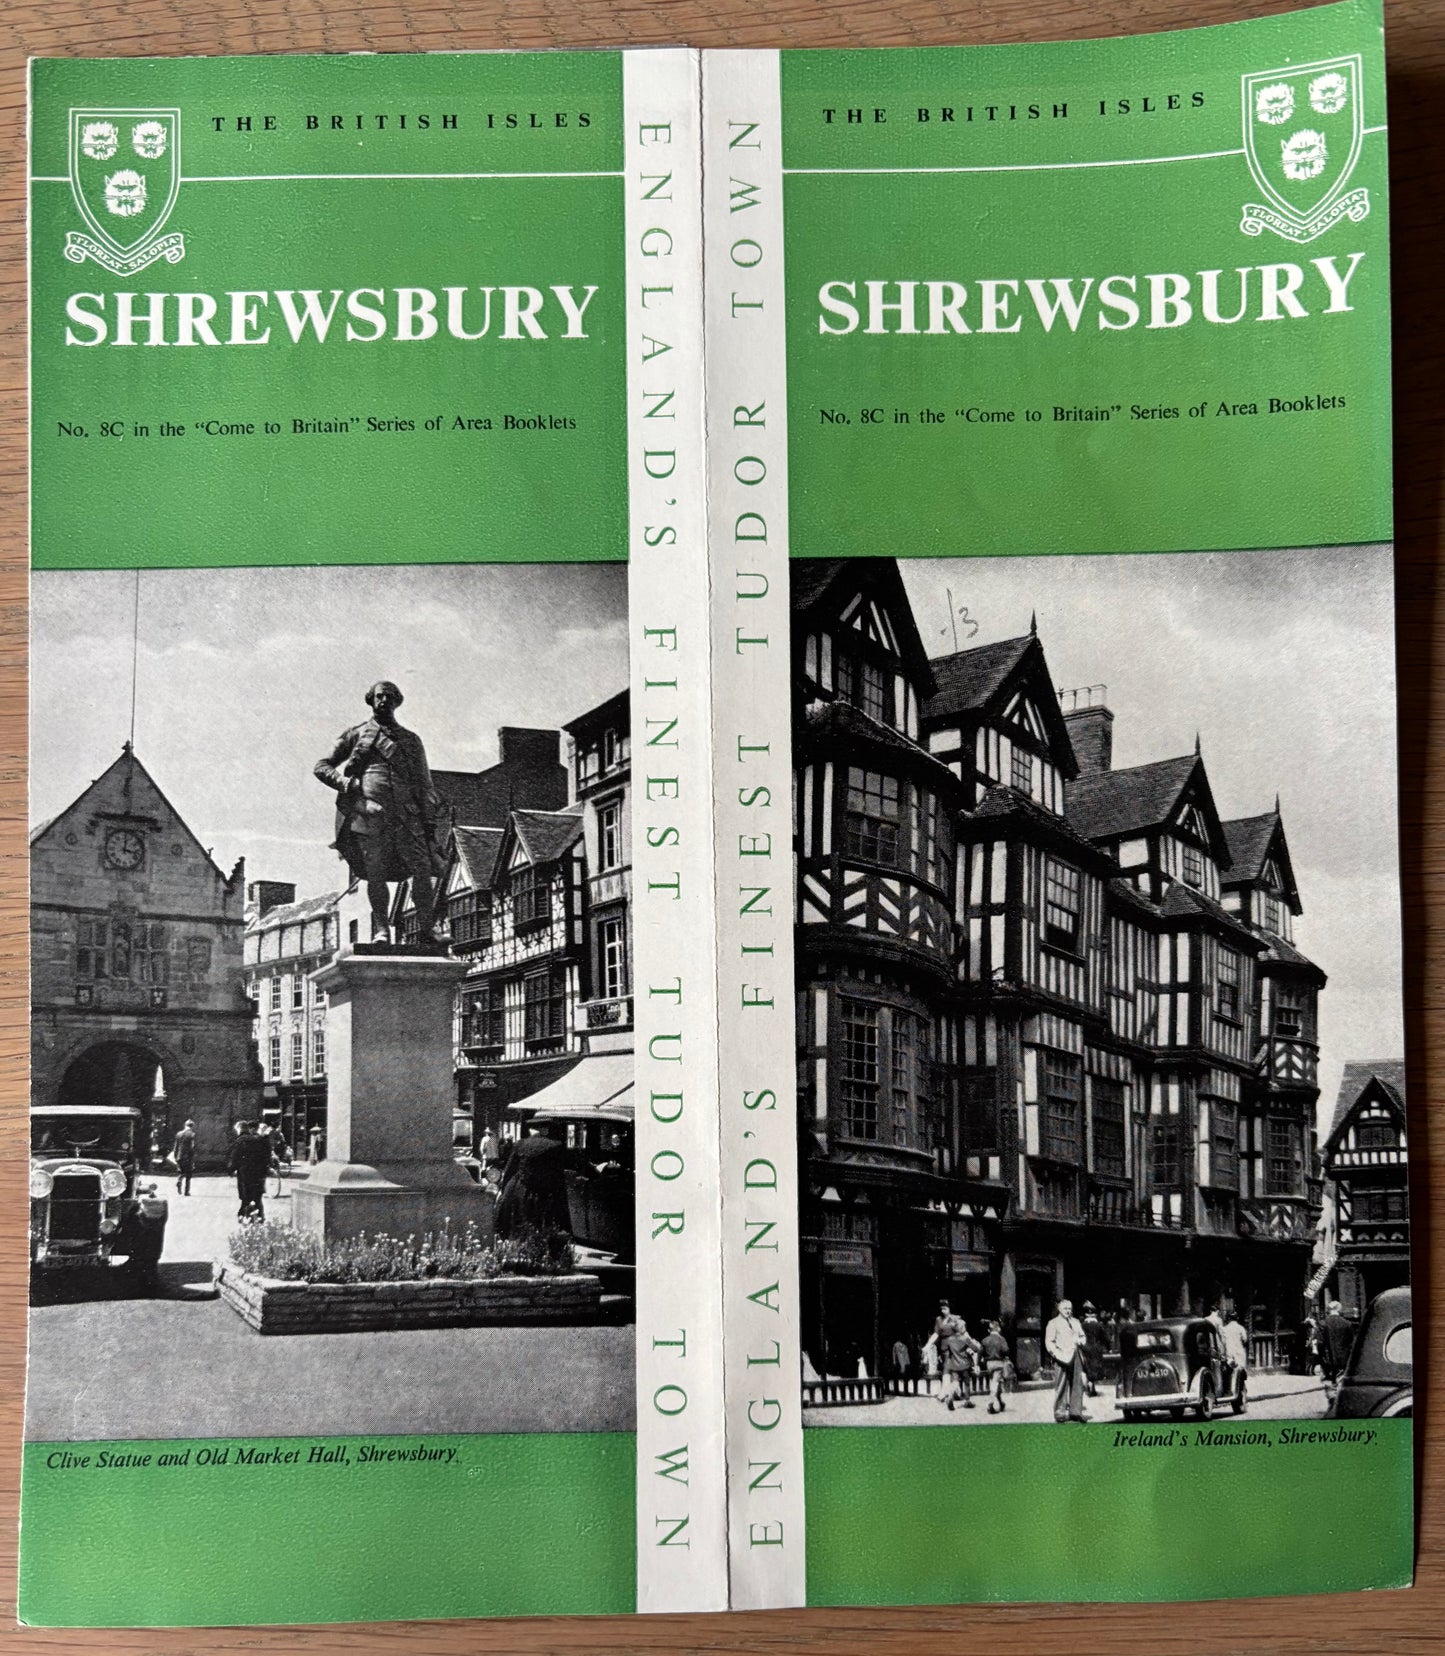 THE BRITISH ISLES
FLOREAT · SALOPIA
SHREWSBURY
No. 8C in the "Come to Britain" Series of Area Booklets
Clive Statue and Old Market Hall, Shrewsbury.
ENGLAND'S FINEST TUDOR TOWN
ENGLAND'S FINEST TUDOR TOWN
THE BRITISH ISLES
FLOREAT · SALOPIA
SHREWSBURY
No. 8C in the "Come to Britain" Series of Area Booklets
Ireland's Mansion, Shrewsbury.